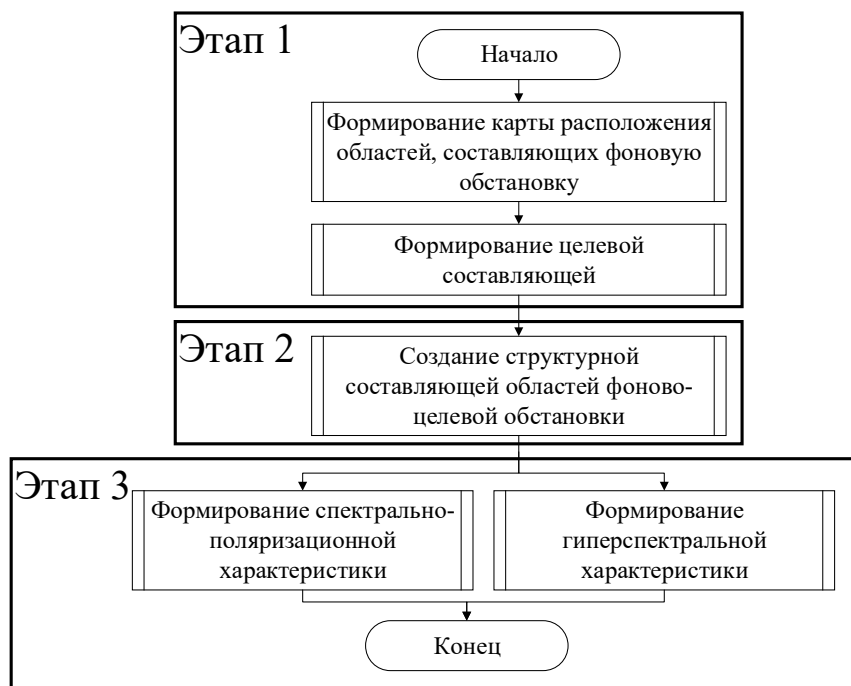 Этап 1
Начало
Формирование карты расположения
областей, составляющих фоновую
обстановку
Формирование целевой
составляющей
Этап 2
Создание структурной
составляющей областей фоново-
целевой обстановки
Этап 3
Формирование спектрально-
поляризационной
характеристики
Формирование
гиперспектральной
характеристики
Конец